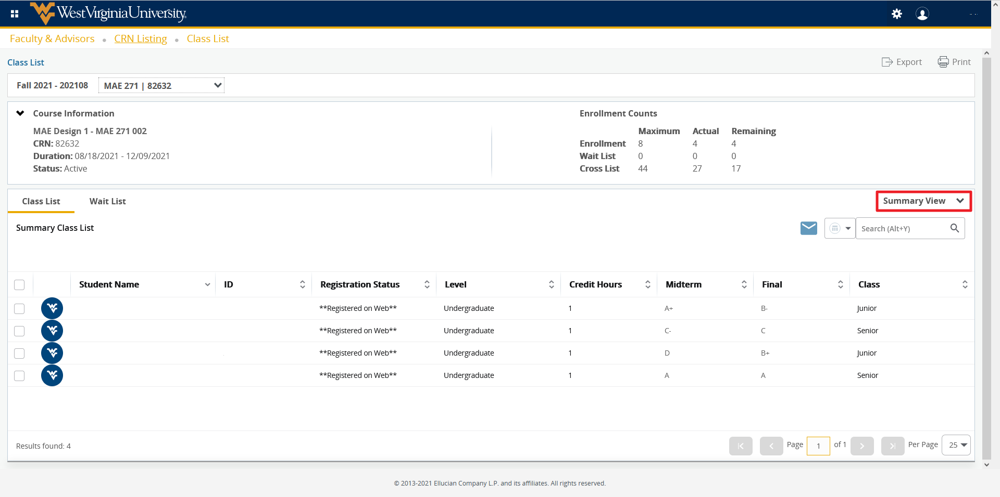 WestVirginiaUniversity.
Faculty & Advisors • CRN Listing • Class List
Class List
Export Print
Fall 2021 - 202108 MAE 271 | 82632
Course Information
MAE Design 1 - MAE 271 002
CRN: 82632
Duration: 08/18/2021 - 12/09/2021
Status: Active
Enrollment Counts
Maximum Actual Remaining
Enrollment 8 4 4
Wait List 0 0 0
Cross List 44 27 17
Class List Wait List Summary View
Summary Class List
Search (Alt+Y)
Student Name ID Registration Status Level Credit Hours Midterm Final Class
**Registered on Web** Undergraduate 1 A+ B- Junior
**Registered on Web** Undergraduate 1 C- C Senior
**Registered on Web** Undergraduate 1 D B+ Junior
**Registered on Web** Undergraduate 1 A A Senior
Results found: 4 Page 1 of 1 Per Page 25
© 2013-2021 Ellucian Company L.P. and its affiliates. All rights reserved.